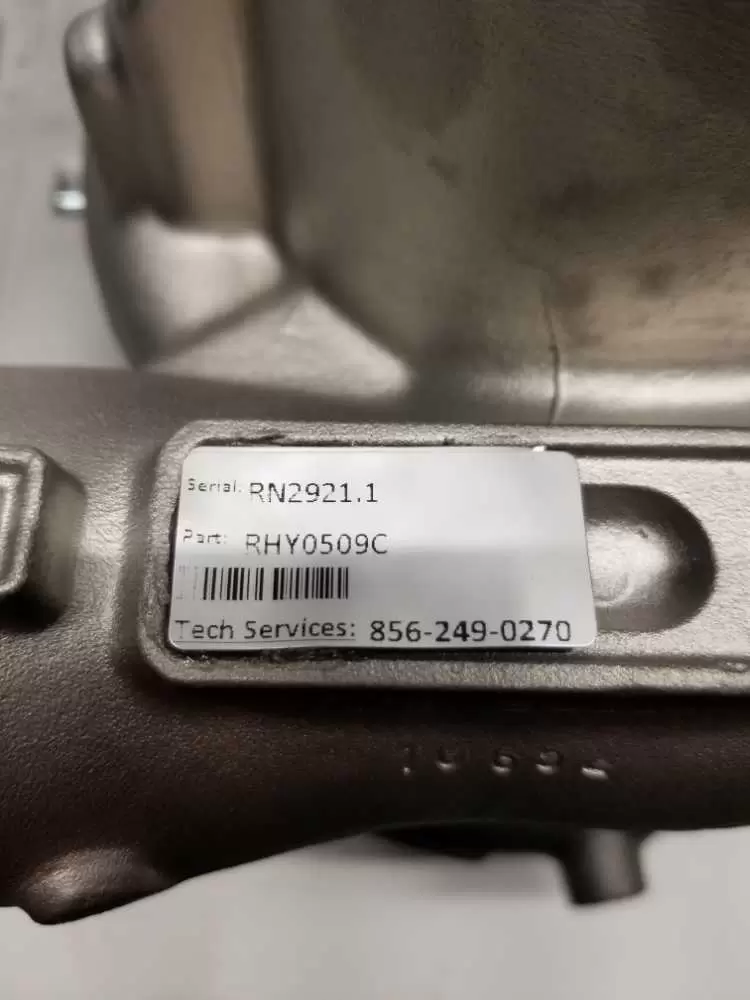 Serial: RN2921.1
Part: RHY0509C
Tech Services: 856-249-0270